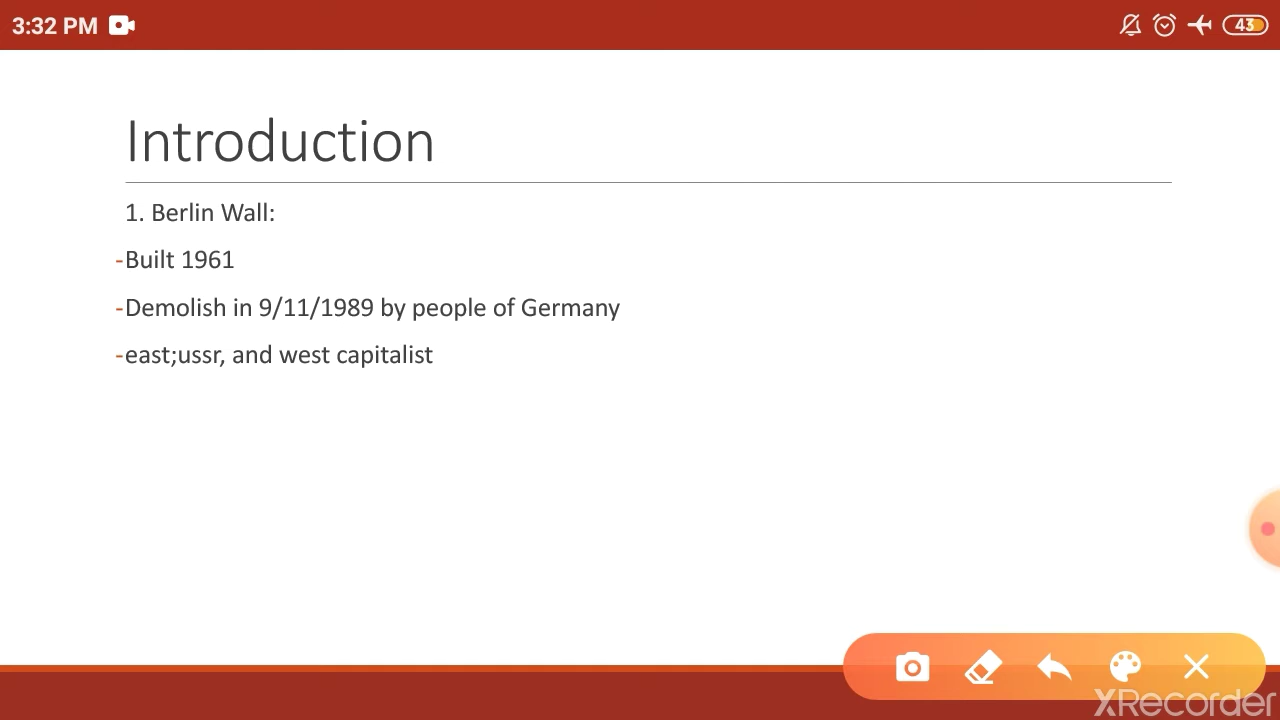 3:32 PM
43
Introduction
1. Berlin Wall:
-Built 1961
-Demolish in 9/11/1989 by people of Germany
-east;ussr, and west capitalist
XRecorder